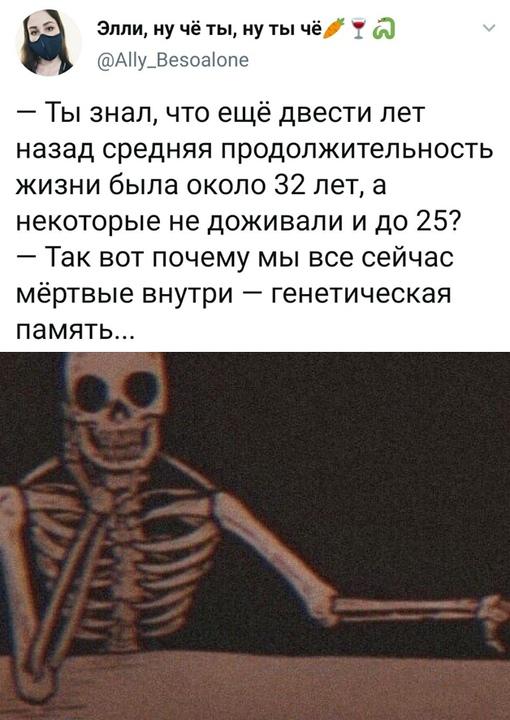 Элли, ну чё ты, ну ты чё🥕🍷🐍
@Ally_Besoalone
— Ты знал, что ещё двести лет
назад средняя продолжительность
жизни была около 32 лет, а
некоторые не доживали и до 25?
— Так вот почему мы все сейчас
мёртвые внутри — генетическая
память...